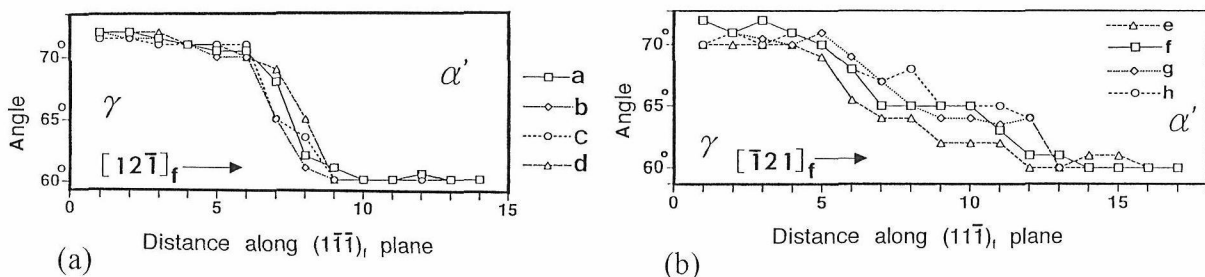 70°
65°
60°
Angle
γ
α'
[121̄]f
0
5
10
15
Distance along (11̄1̄)f plane
(a)
a
b
c
d
70°
65°
60°
Angle
γ
α'
[1̄21]f
0
5
10
15
Distance along (111̄)f plane
(b)
e
f
g
h